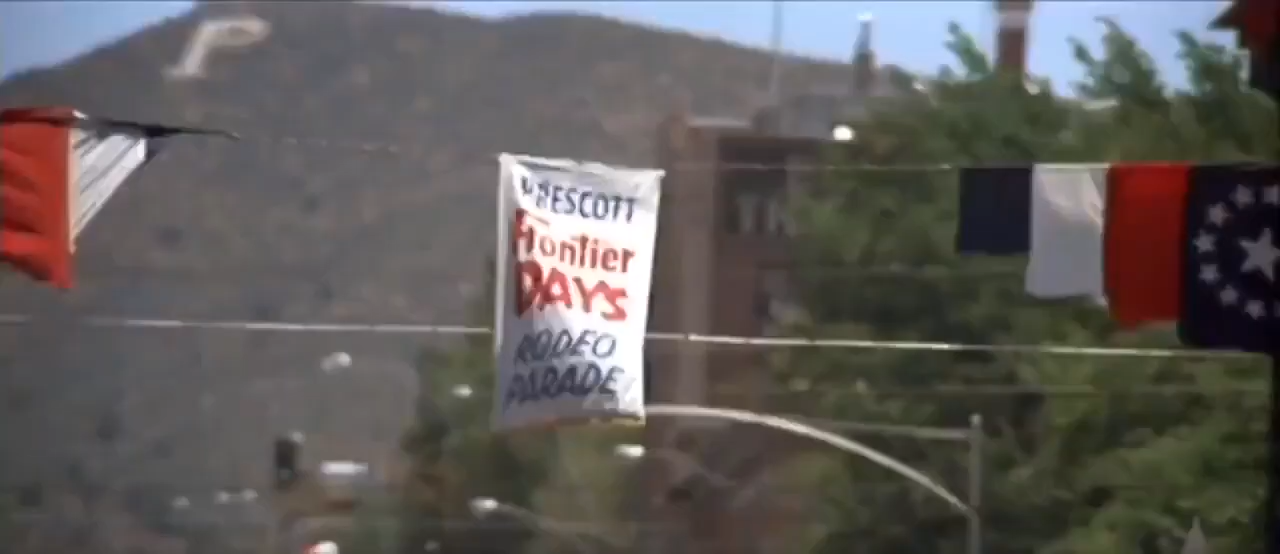 PRESCOTT
Frontier
DAYS
RODEO
PARADE